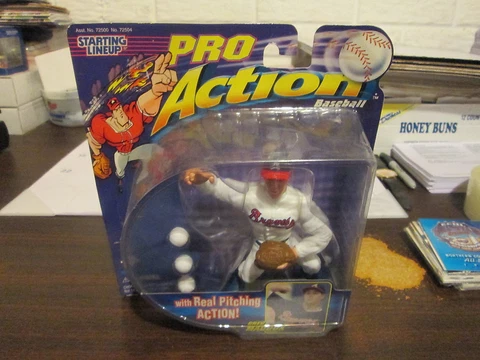 Asst. No. 72500 No. 72504
STARTING
LINEUP
PRO
Action
Baseball
HONEY BUNS
Braves
with Real Pitching
ACTION!